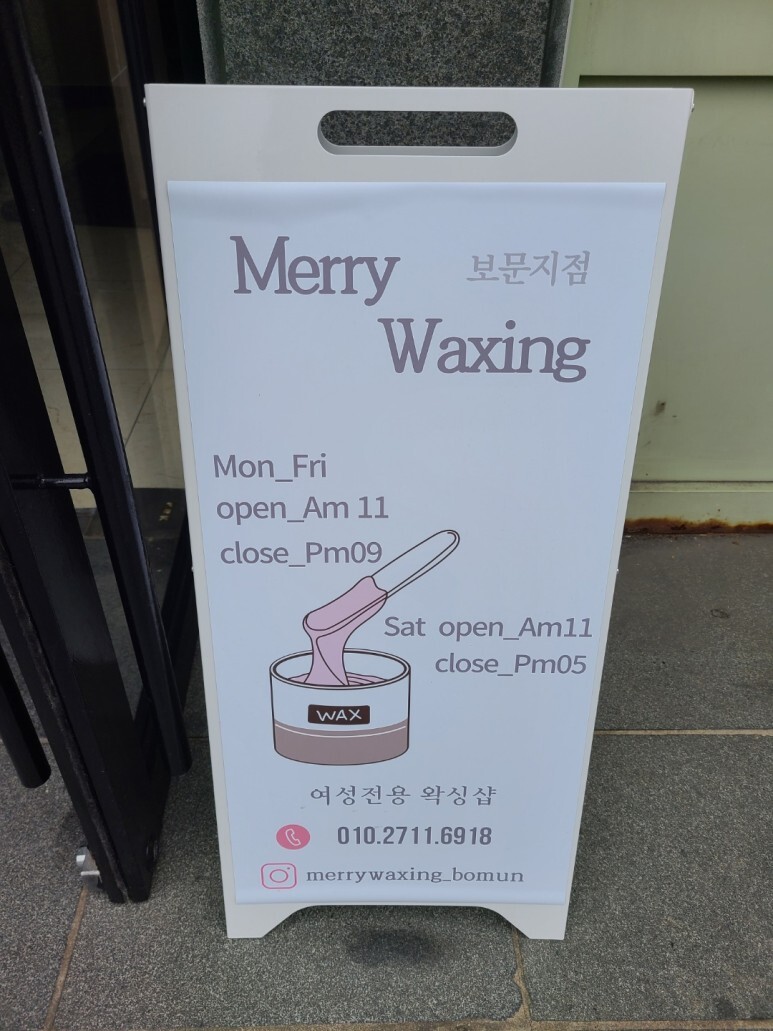 Merry 보문지점
Waxing
Mon_Fri
open_Am 11
close_Pm09
Sat open_Am11
close_Pm05
WAX
여성전용 왁싱샵
010.2711.6918
merrywaxing_bomun